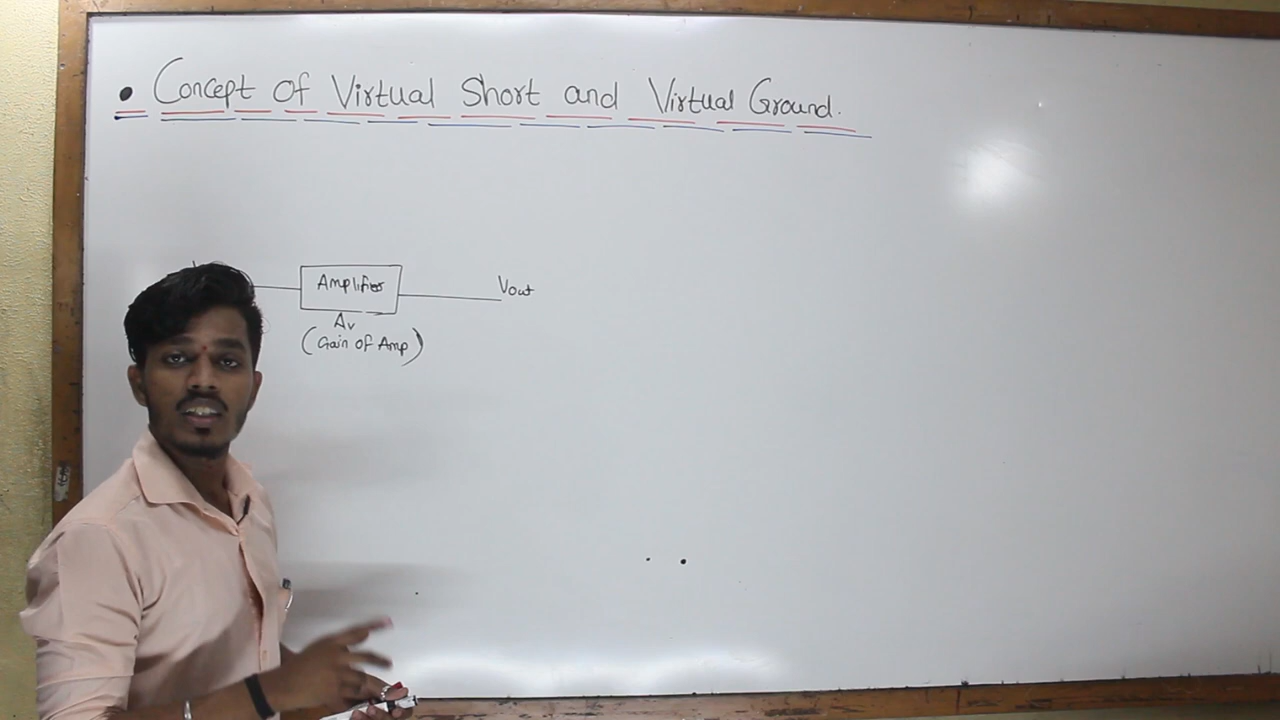 • Concept of Virtual Short and Virtual Ground.
Amplifier
Vout
Av
(Gain of Amp)